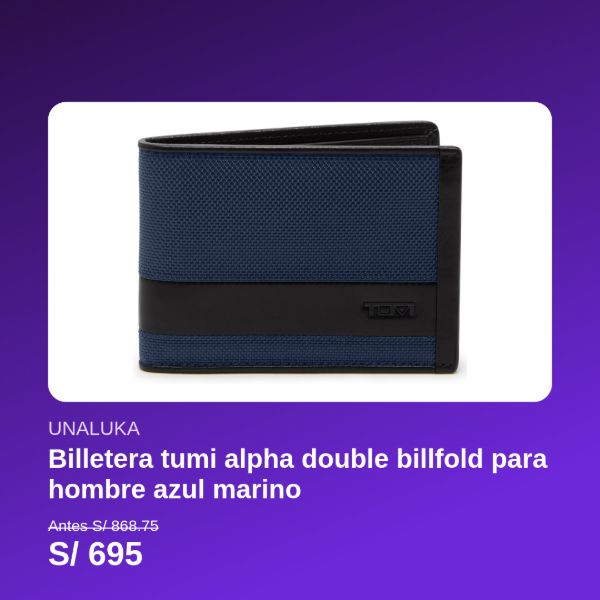 TUMI
UNALUKA
Billetera tumi alpha double billfold para
hombre azul marino
Antes S/ 868.75
S/ 695